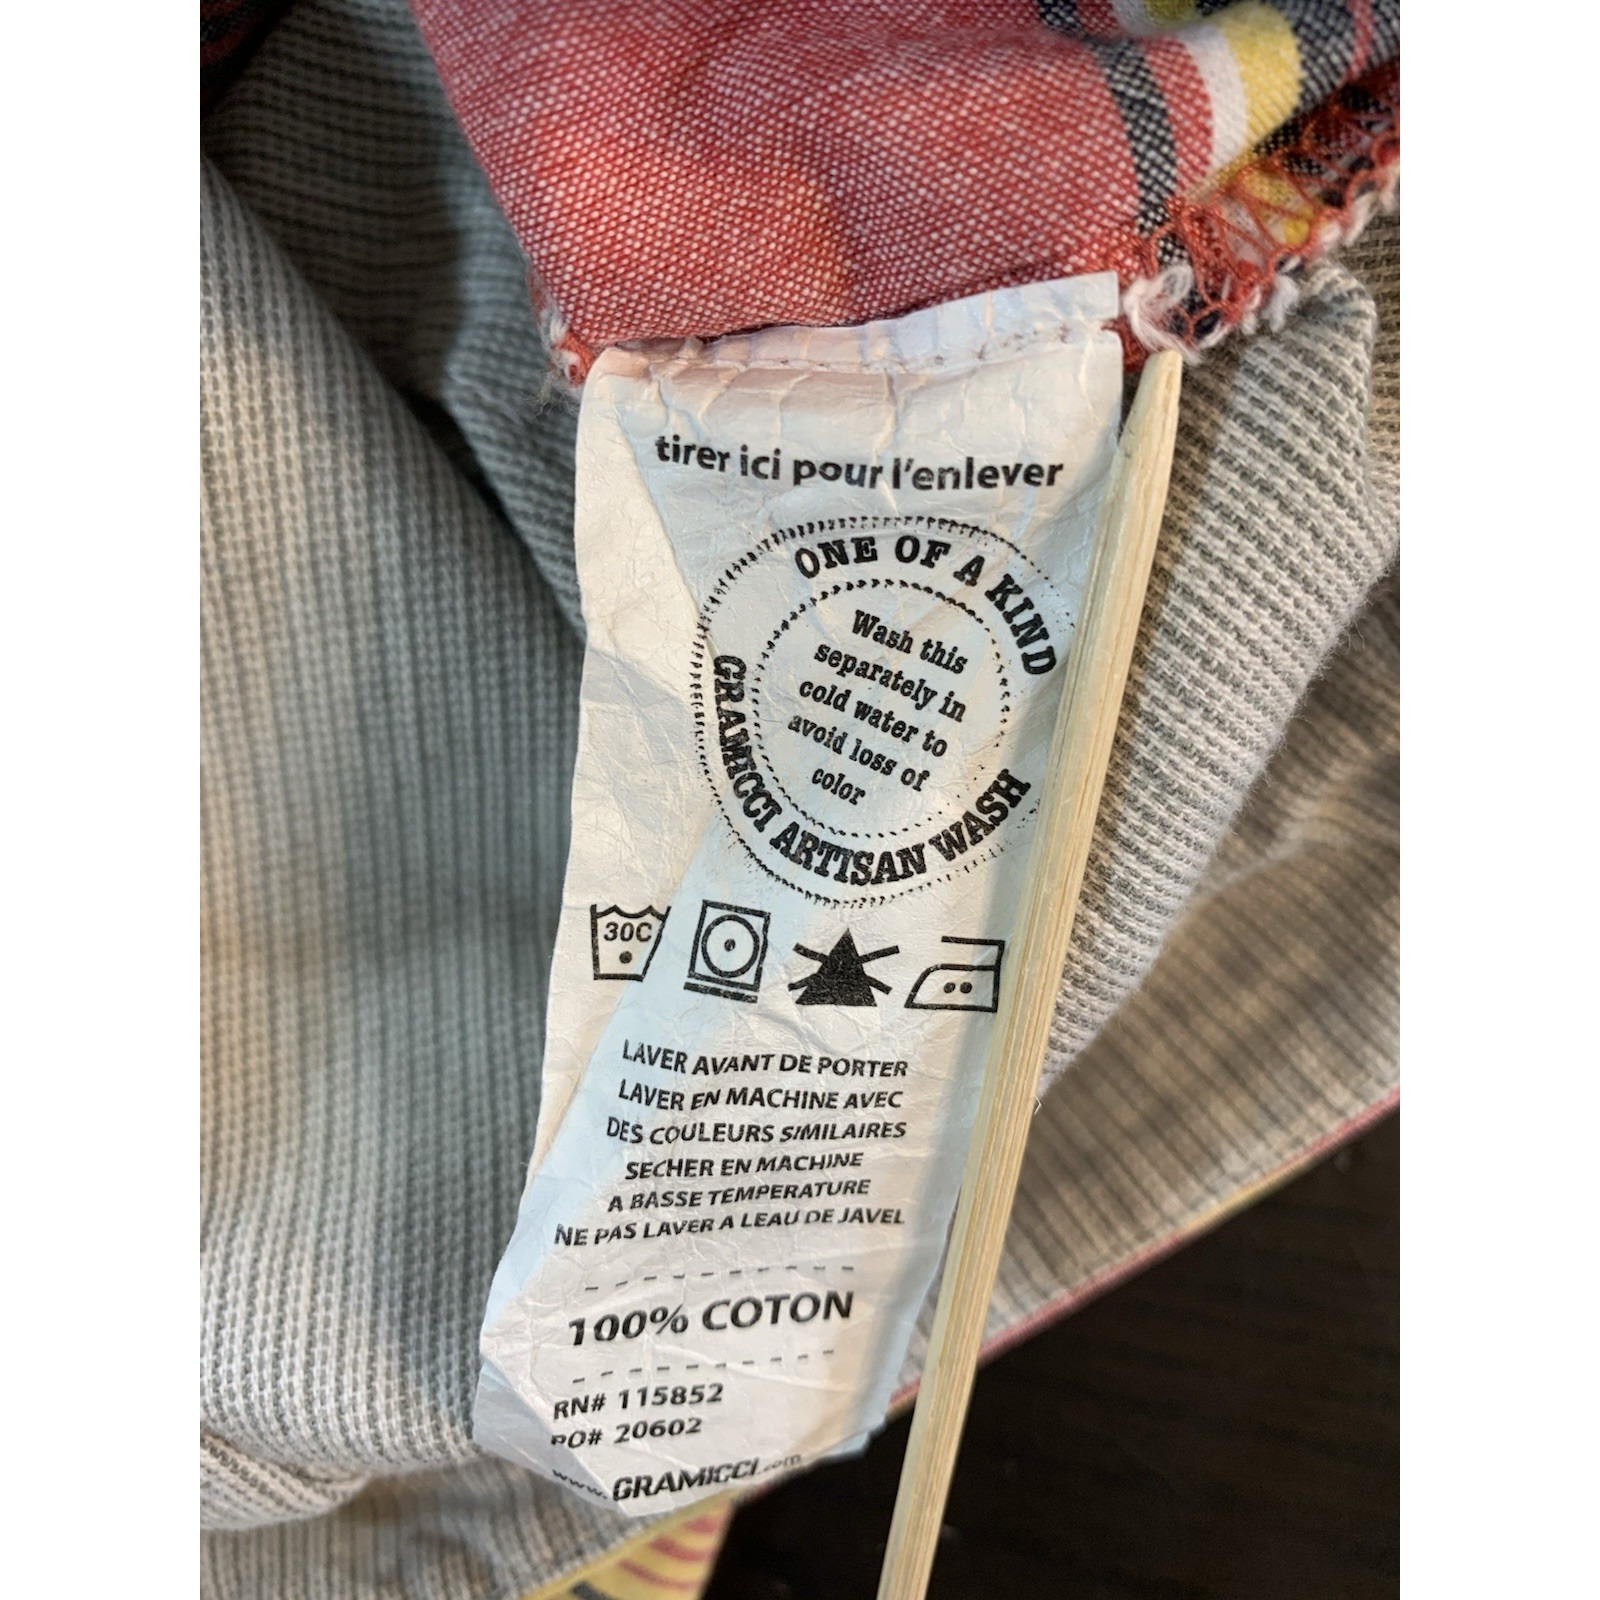 tirer ici pour l'enlever
ONE OF A KIND
Wash this
separately in
cold water to
avoid loss of
color
GRAMICCI ARTISAN WASH
30C
LAVER AVANT DE PORTER
LAVER EN MACHINE AVEC
DES COULEURS SIMILAIRES
SECHER EN MACHINE
A BASSE TEMPERATURE
NE PAS LAVER A LEAU DE JAVEL
100% COTON
RN# 115852
PO# 20602
www.GRAMICCI.com